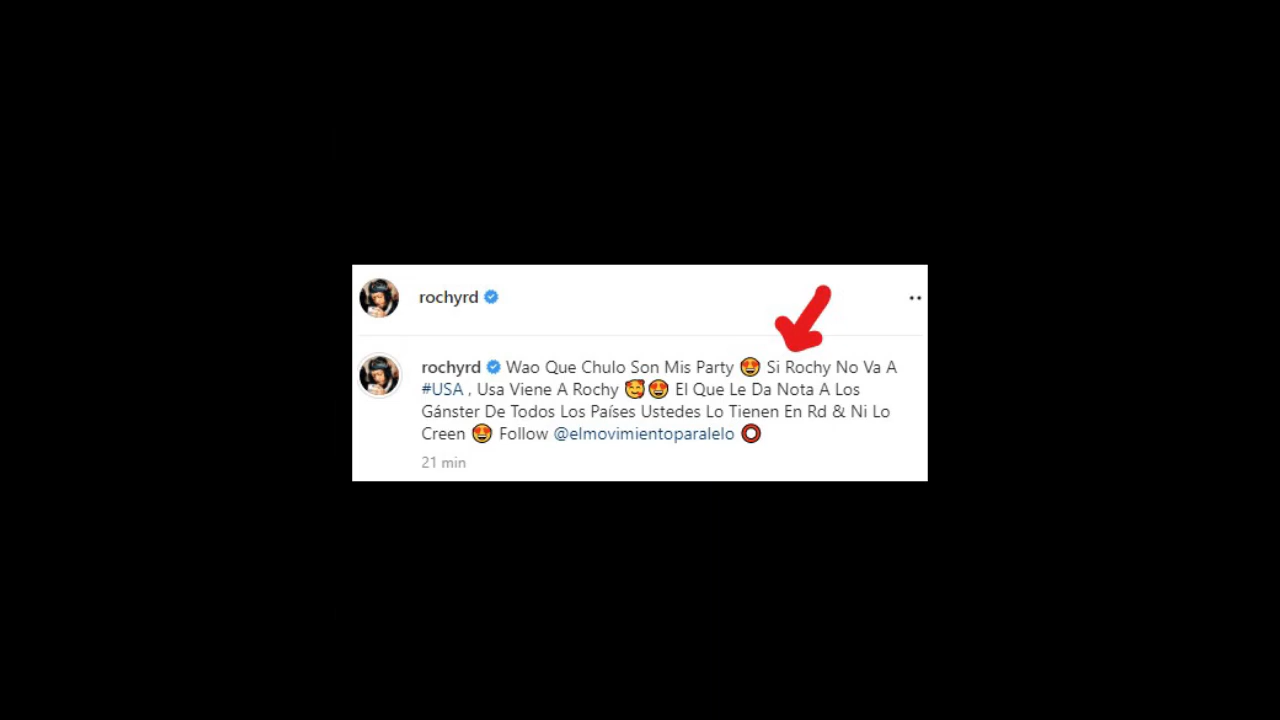 rochyrd
rochyrd Wao Que Chulo Son Mis Party 😍 Si Rochy No Va A
#USA , Usa Viene A Rochy 🥰😍 El Que Le Da Nota A Los
Gánster De Todos Los Países Ustedes Lo Tienen En Rd & Ni Lo
Creen 😍 Follow @elmovimientoparalelo ⭕
21 min